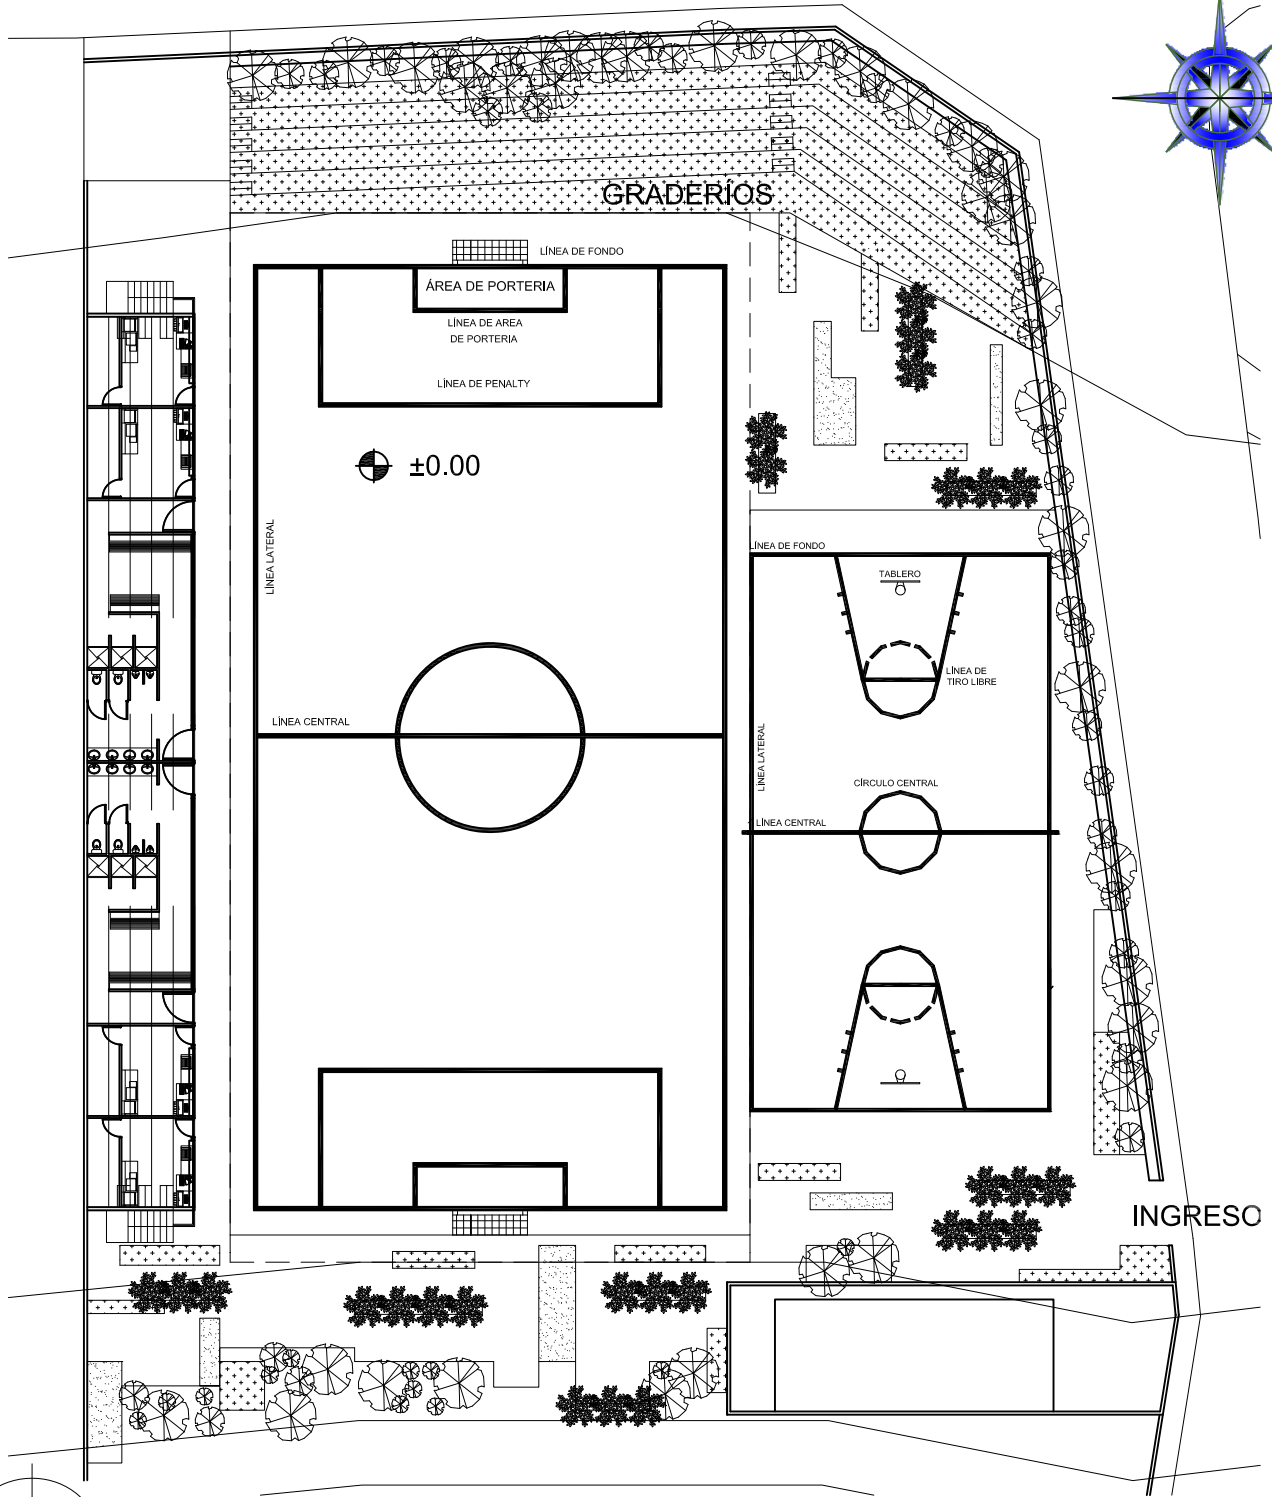 GRADERÍOS
LÍNEA DE FONDO
ÁREA DE PORTERIA
LÍNEA DE AREA
DE PORTERIA
LÍNEA DE PENALTY
±0.00
LÍNEA LATERAL
LÍNEA DE FONDO
TABLERO
LÍNEA DE
TIRO LIBRE
LÍNEA CENTRAL
LÍNEA LATERAL
CÍRCULO CENTRAL
LÍNEA CENTRAL
INGRESO